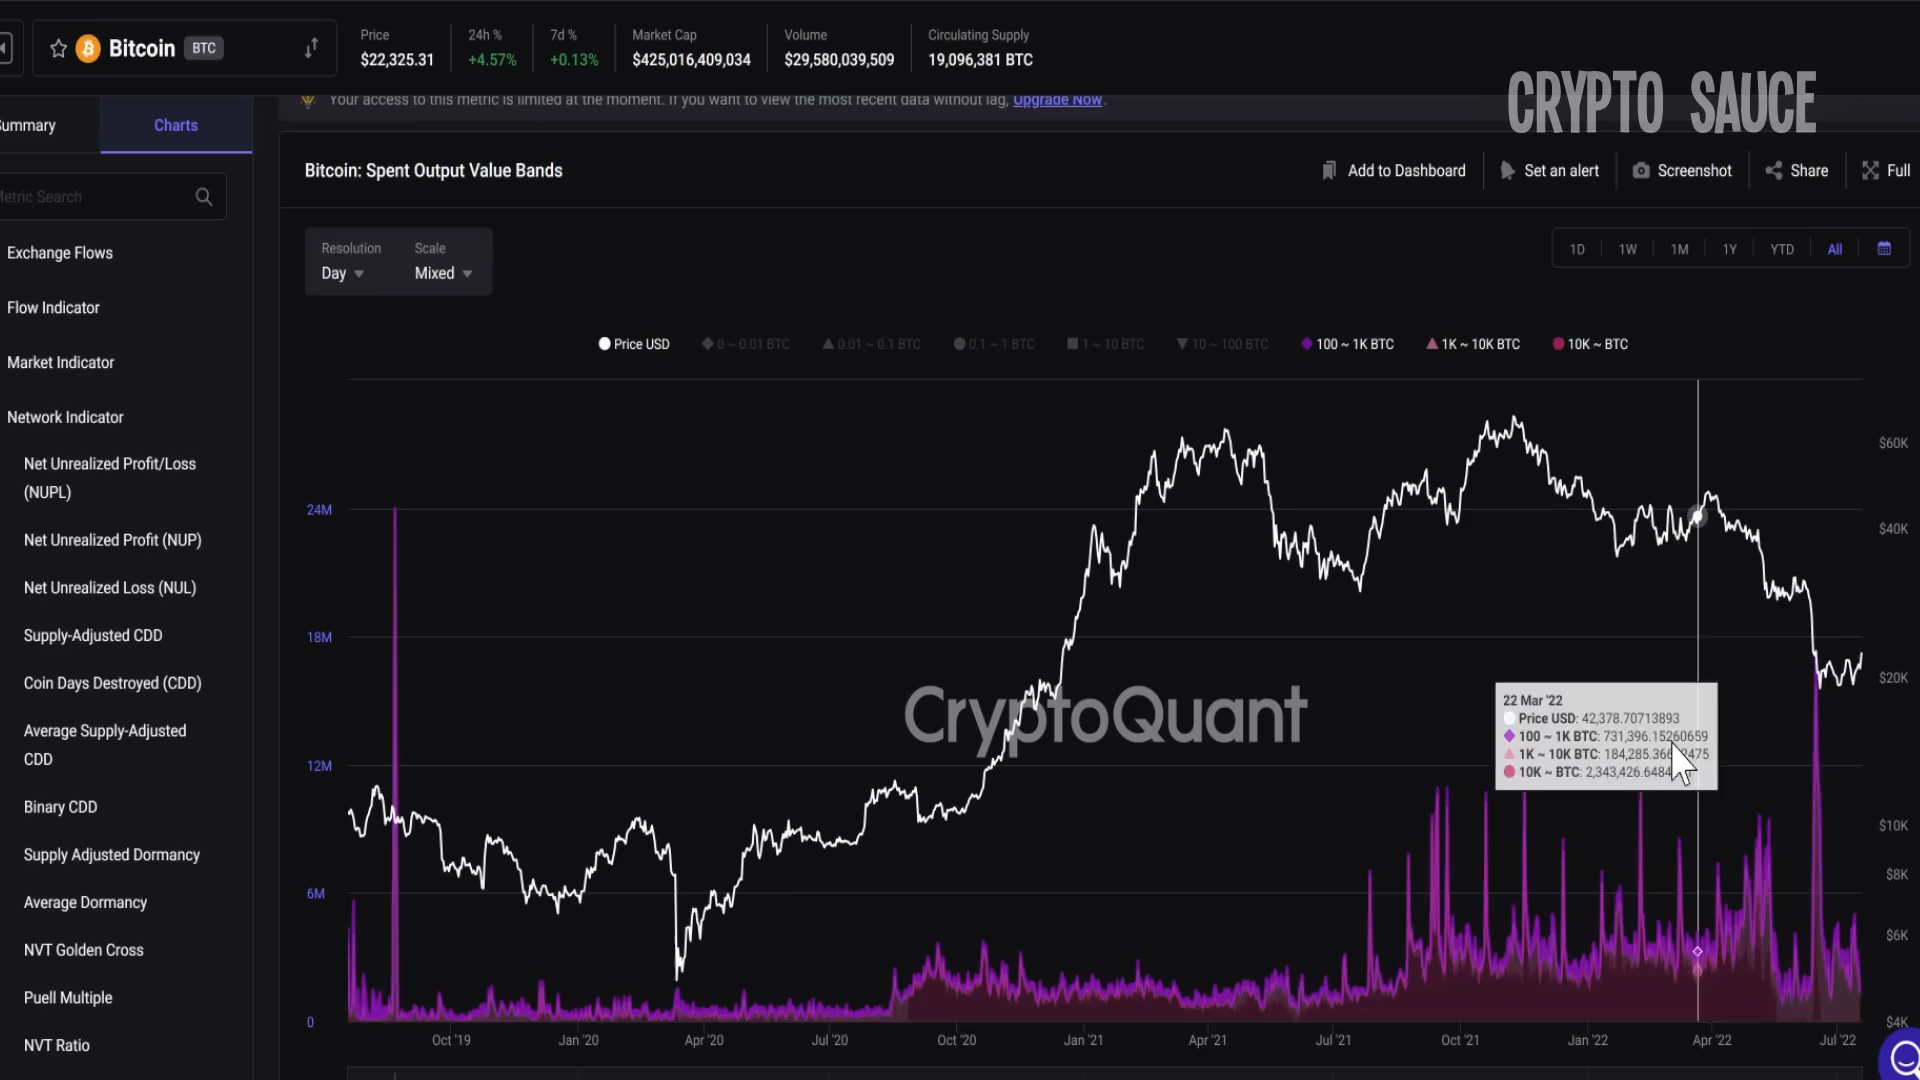 Bitcoin BTC
Price
$22,325.31
24h %
+4.57%
7d %
+0.13%
Market Cap
$425,016,409,034
Volume
$29,580,039,509
Circulating Supply
19,096,381 BTC
CRYPTO SAUCE
Your access to this metric is limited at the moment. If you want to view the most recent data without lag, Upgrade Now.
Summary
Charts
Metric Search
Exchange Flows
Flow Indicator
Market Indicator
Network Indicator
Net Unrealized Profit/Loss
(NUPL)
Net Unrealized Profit (NUP)
Net Unrealized Loss (NUL)
Supply-Adjusted CDD
Coin Days Destroyed (CDD)
Average Supply-Adjusted
CDD
Binary CDD
Supply Adjusted Dormancy
Average Dormancy
NVT Golden Cross
Puell Multiple
NVT Ratio
Bitcoin: Spent Output Value Bands
Add to Dashboard
Set an alert
Screenshot
Share
Full
Resolution
Day
Scale
Mixed
1D 1W 1M 1Y YTD All
Price USD 0 ~ 0.01 BTC 0.01 ~ 0.1 BTC 0.1 ~ 1 BTC 1 ~ 10 BTC 10 ~ 100 BTC 100 ~ 1K BTC 1K ~ 10K BTC 10K ~ BTC
24M
18M
12M
6M
0
$60K
$40K
$20K
$10K
$8K
$6K
$4K
CryptoQuant
22 Mar '22
Price USD: 42,378.70713893
100 ~ 1K BTC: 731,396.15260659
1K ~ 10K BTC:
10K ~ BTC:
Oct '19 Jan '20 Apr '20 Jul '20 Oct '20 Jan '21 Apr '21 Jul '21 Oct '21 Jan '22 Apr '22 Jul '22